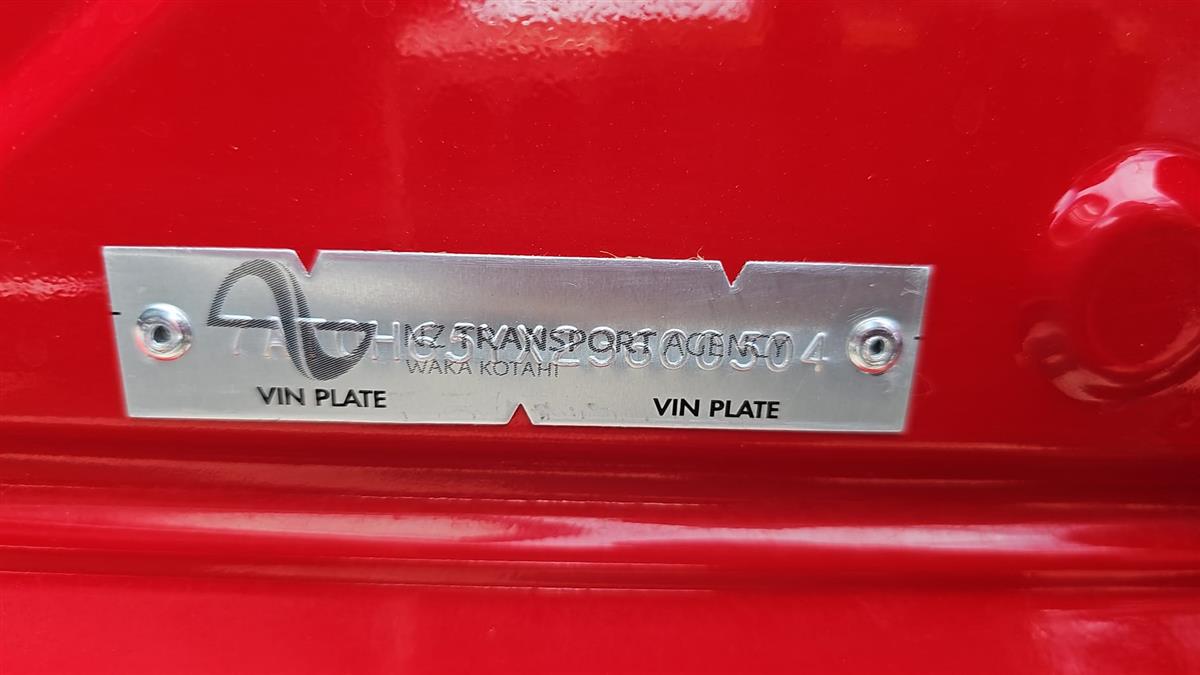 NZ TRANSPORT AGENCY
WAKA KOTAHI
VIN PLATE
VIN PLATE